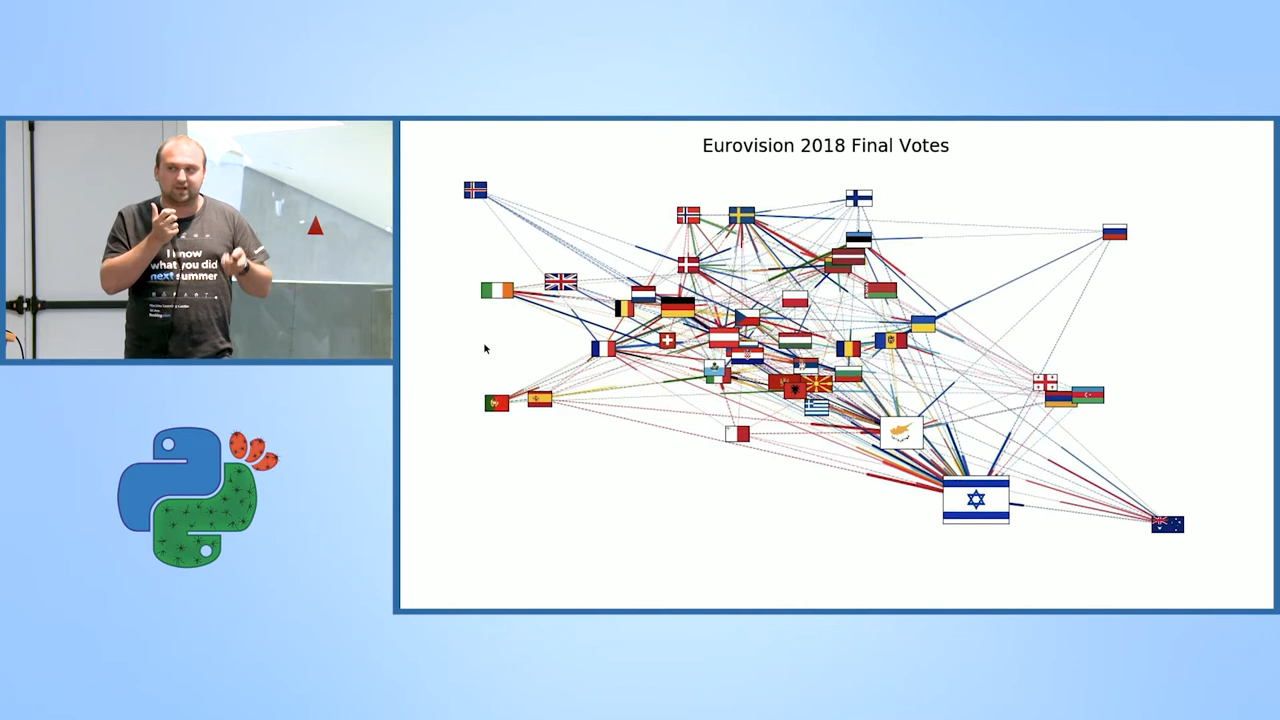 Eurovision 2018 Final Votes
I know
what you did
next summer